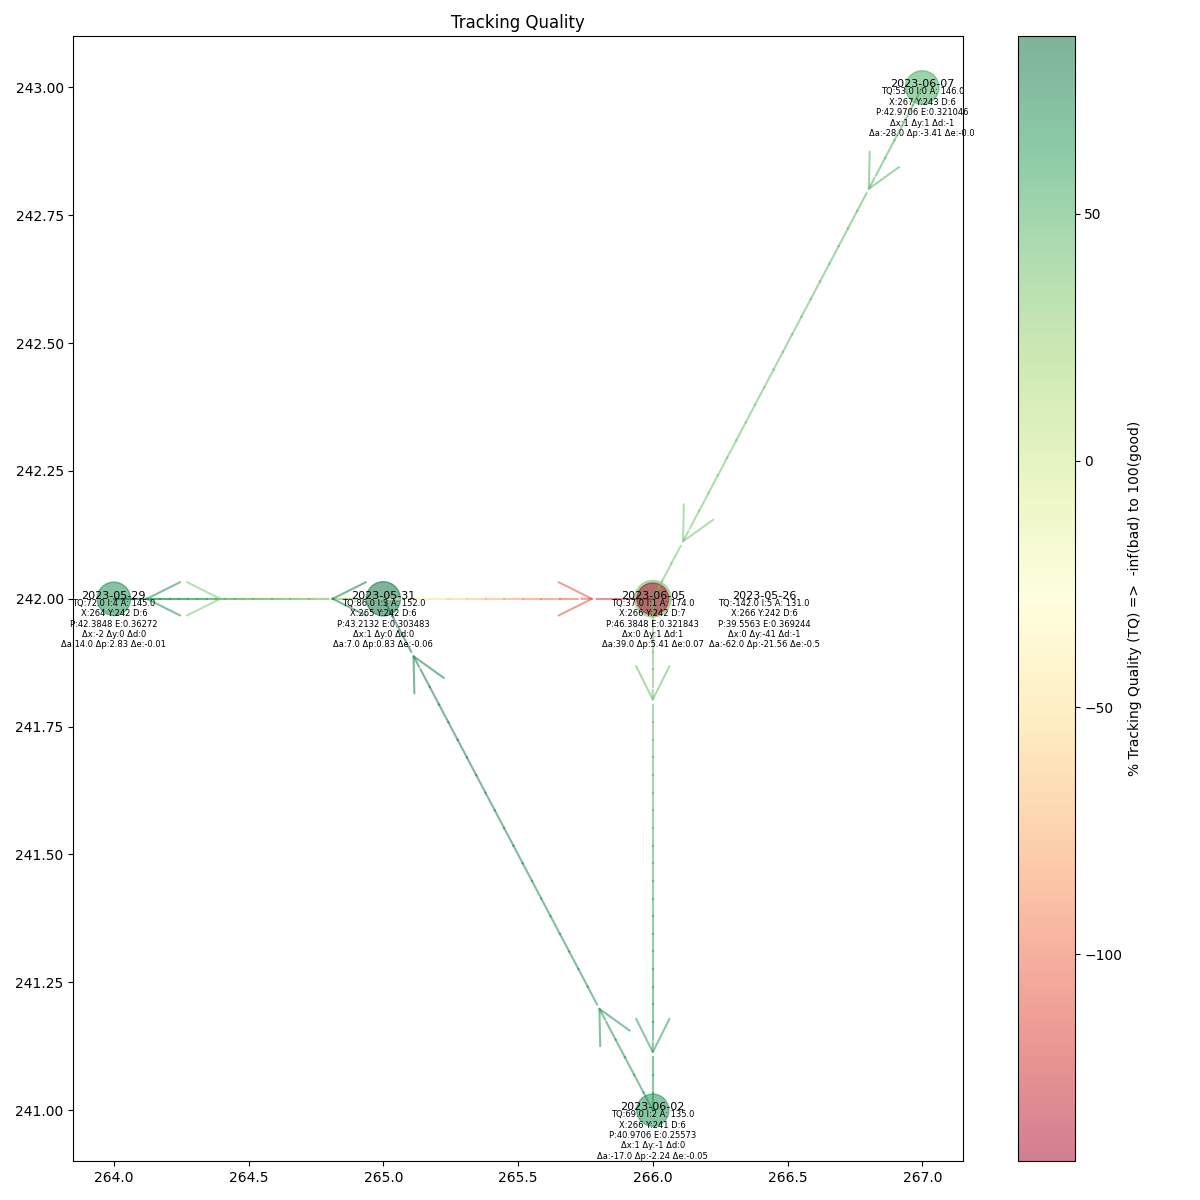 Tracking Quality
2023-06-07
TQ:53.0 I:0 A: 146.0
X:267 Y:243 D:6
P:42.9706 E:0.321046
Δx:1 Δy:1 Δd:-1
Δa:-28.0 Δp:-3.41 Δe:-0.0
2023-05-29
TQ:72.0 I:4 A: 145.0
X:264 Y:242 D:6
P:42.3848 E:0.36272
Δx:-2 Δy:0 Δd:0
Δa:14.0 Δp:2.83 Δe:-0.01
2023-05-31
TQ:86.0 I:3 A: 152.0
X:265 Y:242 D:6
P:43.2132 E:0.303483
Δx:1 Δy:0 Δd:0
Δa:7.0 Δp:0.83 Δe:-0.06
2023-06-05
TQ:37.0 I:1 A: 174.0
X:266 Y:242 D:7
P:46.3848 E:0.321843
Δx:0 Δy:1 Δd:1
Δa:39.0 Δp:5.41 Δe:0.07
2023-05-26
TQ:-142.0 I:5 A: 131.0
X:266 Y:242 D:6
P:39.5563 E:0.369244
Δx:0 Δy:-41 Δd:-1
Δa:-62.0 Δp:-21.56 Δe:-0.5
2023-06-02
TQ:69.0 I:2 A: 135.0
X:266 Y:241 D:6
P:40.9706 E:0.25573
Δx:1 Δy:-1 Δd:0
Δa:-17.0 Δp:-2.24 Δe:-0.05
243.00
242.75
242.50
242.25
242.00
241.75
241.50
241.25
241.00
264.0
264.5
265.0
265.5
266.0
266.5
267.0
50
0
−50
−100
% Tracking Quality (TQ) => -inf(bad) to 100(good)